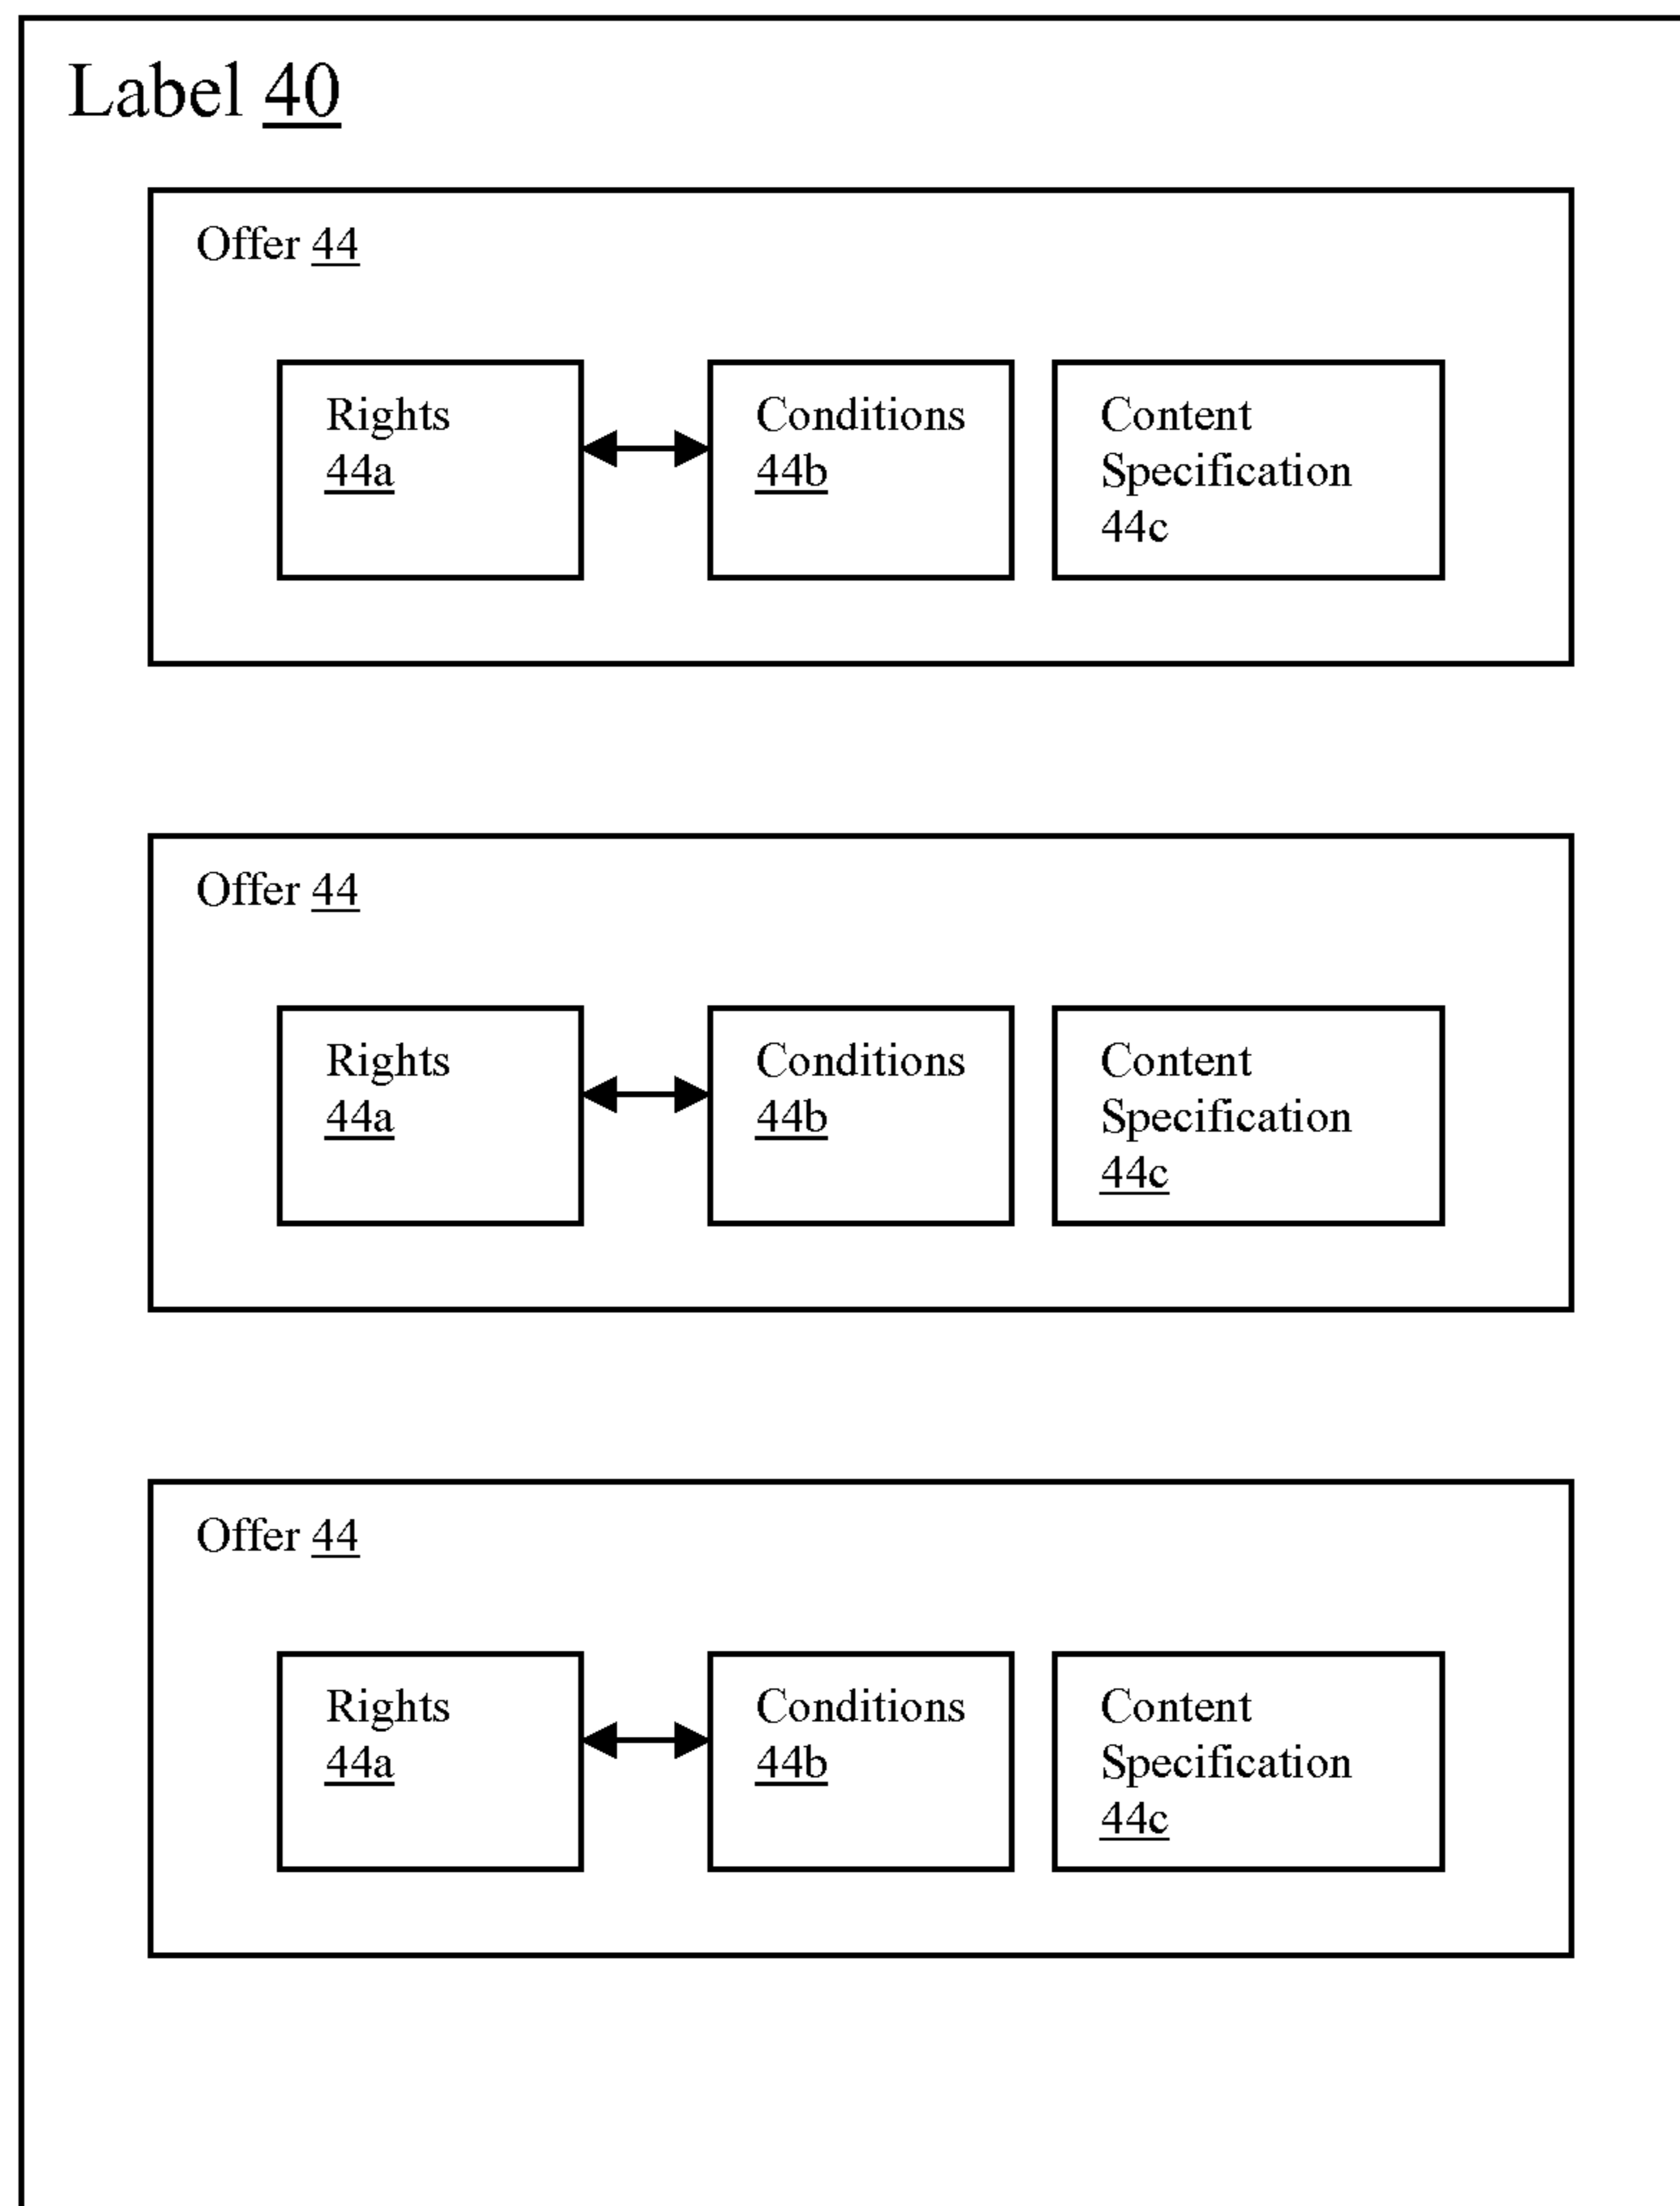 Label 40
Offer 44
Rights
44a
Conditions
44b
Content
Specification
44c
Offer 44
Rights
44a
Conditions
44b
Content
Specification
44c
Offer 44
Rights
44a
Conditions
44b
Content
Specification
44c